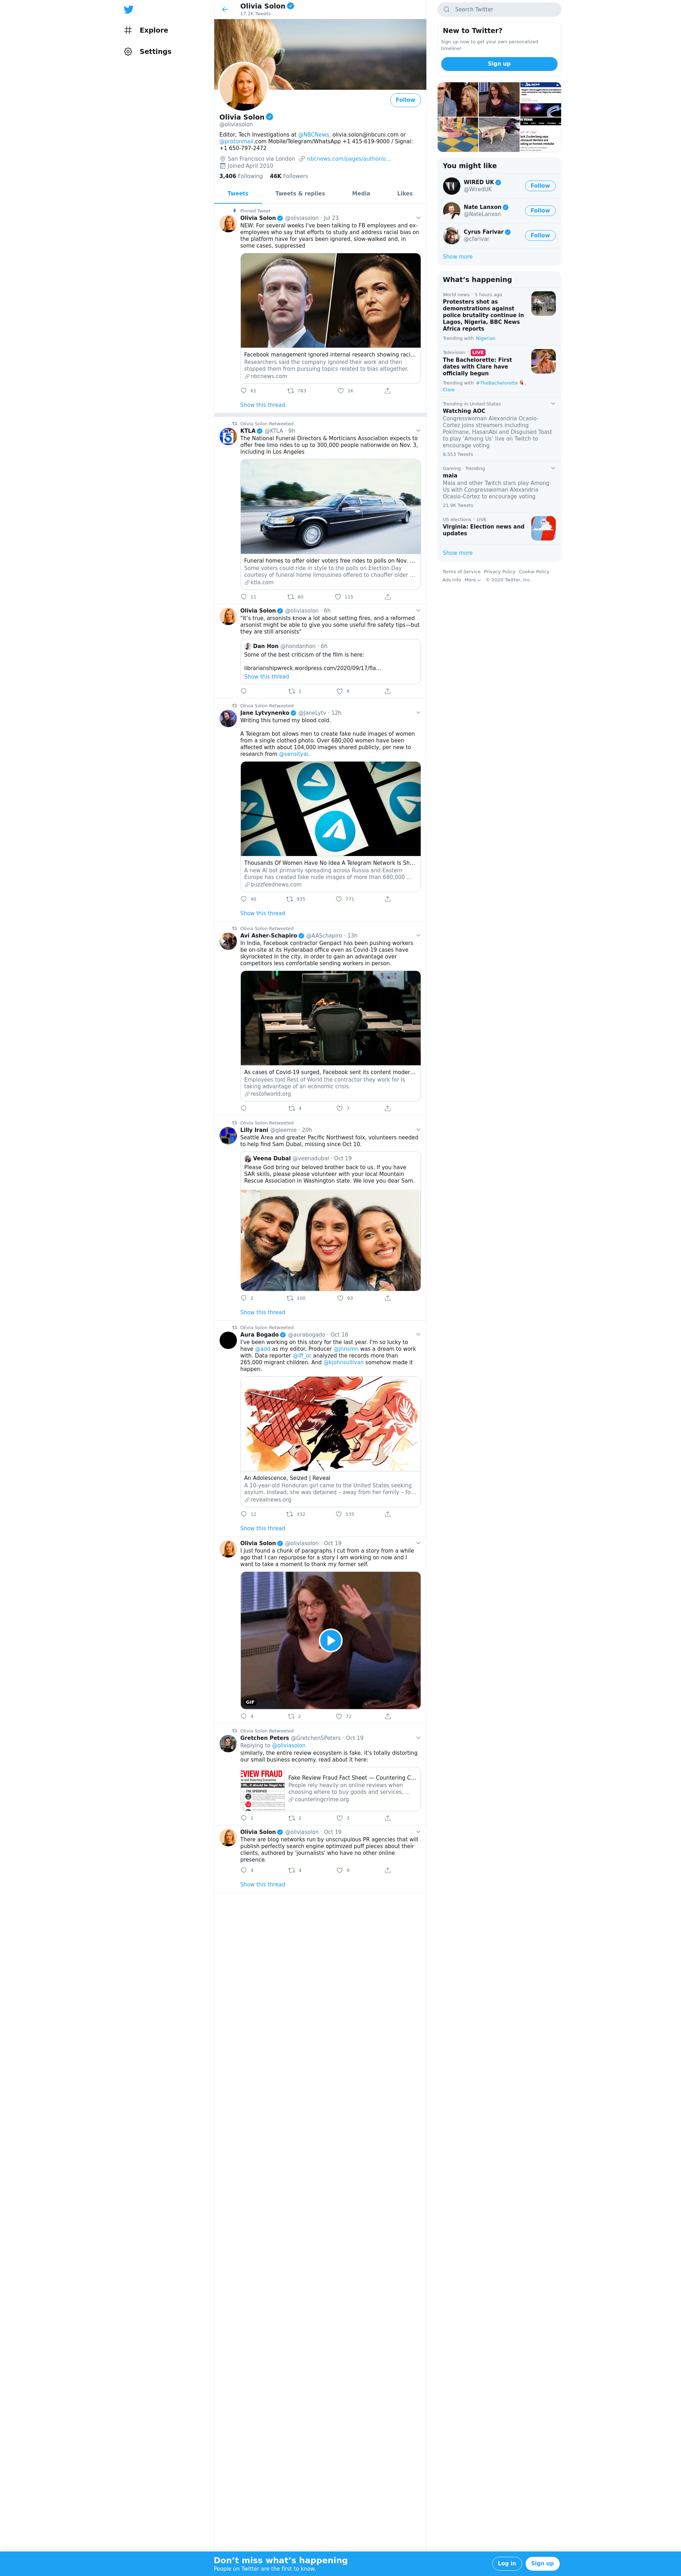 Explore
Settings
Olivia Solon
17.2K Tweets
Follow
Olivia Solon
@oliviasolon
Editor, Tech Investigations at @NBCNews, olivia.solon@nbcuni.com or
@protonmail.com Mobile/Telegram/WhatsApp +1 415-619-9000 / Signal:
+1 650-797-2472
San Francisco via London nbcnews.com/pages/author/o…
Joined April 2010
3,406 Following 46K Followers
Tweets Tweets & replies Media Likes
Pinned Tweet
Olivia Solon @oliviasolon · Jul 23
NEW: For several weeks I've been talking to FB employees and ex-
employees who say that efforts to study and address racial bias on
the platform have for years been ignored, slow-walked and, in
some cases, suppressed
Facebook management ignored internal research showing raci…
Researchers said the company ignored their work and then
stopped them from pursuing topics related to bias altogether.
nbcnews.com
61 783 1K
Show this thread
Olivia Solon Retweeted
KTLA @KTLA · 9h
The National Funeral Directors & Morticians Association expects to
offer free limo rides to up to 300,000 people nationwide on Nov. 3,
including in Los Angeles
Funeral homes to offer older voters free rides to polls on Nov. …
Some voters could ride in style to the polls on Election Day
courtesy of funeral home limousines offered to chauffer older …
ktla.com
11 60 115
Olivia Solon @oliviasolon · 6h
"It's true, arsonists know a lot about setting fires, and a reformed
arsonist might be able to give you some useful fire safety tips—but
they are still arsonists"
Dan Hon @hondanhon · 6h
Some of the best criticism of the film is here:
librarianshipwreck.wordpress.com/2020/09/17/fla…
Show this thread
1 9
Olivia Solon Retweeted
Jane Lytvynenko @JaneLytv · 12h
Writing this turned my blood cold.
A Telegram bot allows men to create fake nude images of women
from a single clothed photo. Over 680,000 women have been
affected with about 104,000 images shared publicly, per new to
research from @sensityai.
Thousands Of Women Have No Idea A Telegram Network Is Sh…
A new AI bot primarily spreading across Russia and Eastern
Europe has created fake nude images of more than 680,000 …
buzzfeednews.com
40 935 771
Show this thread
Olivia Solon Retweeted
Avi Asher-Schapiro @AASchapiro · 13h
In India, Facebook contractor Genpact has been pushing workers
be on-site at its Hyderabad office even as Covid-19 cases have
skyrocketed in the city, in order to gain an advantage over
competitors less comfortable sending workers in person.
As cases of Covid-19 surged, Facebook sent its content moder…
Employees told Rest of World the contractor they work for is
taking advantage of an economic crisis.
restofworld.org
4 7
Olivia Solon Retweeted
Lilly Irani @gleemie · 20h
Seattle Area and greater Pacific Northwest folx, volunteers needed
to help find Sam Dubal, missing since Oct 10.
Veena Dubal @veenadubal · Oct 19
Please God bring our beloved brother back to us. If you have
SAR skills, please please volunteer with your local Mountain
Rescue Association in Washington state. We love you dear Sam.
2 100 93
Show this thread
Olivia Solon Retweeted
Aura Bogado @aurabogado · Oct 18
I've been working on this story for the last year. I'm so lucky to
have @add as my editor. Producer @jnnsmn was a dream to work
with. Data reporter @iff_or analyzed the records more than
265,000 migrant children. And @kjohnsullivan somehow made it
happen.
An Adolescence, Seized | Reveal
A 10-year-old Honduran girl came to the United States seeking
asylum. Instead, she was detained – away from her family – fo…
revealnews.org
12 332 535
Show this thread
Olivia Solon @oliviasolon · Oct 19
I just found a chunk of paragraphs I cut from a story from a while
ago that I can repurpose for a story I am working on now and I
want to take a moment to thank my former self.
GIF
4 2 72
Olivia Solon Retweeted
Gretchen Peters @GretchenSPeters · Oct 19
Replying to @oliviasolon
similarly, the entire review ecosystem is fake. it's totally distorting
our small business economy. read about it here:
VIEW FRAUD
Fake Review Fraud Fact Sheet — Countering C…
People rely heavily on online reviews when
choosing where to buy goods and services, …
counteringcrime.org
1 2 3
Olivia Solon @oliviasolon · Oct 19
There are blog networks run by unscrupulous PR agencies that will
publish perfectly search engine optimized puff pieces about their
clients, authored by 'journalists' who have no other online
presence.
4 4 8
Show this thread
Search Twitter
New to Twitter?
Sign up now to get your own personalized
timeline!
Sign up
You might like
WIRED UK
@WiredUK
Follow
Nate Lanxon
@NateLanxon
Follow
Cyrus Farivar
@cfarivar
Follow
Show more
What's happening
World news · 5 hours ago
Protesters shot as
demonstrations against
police brutality continue in
Lagos, Nigeria, BBC News
Africa reports
Trending with Nigerian
Television · LIVE
The Bachelorette: First
dates with Clare have
officially begun
Trending with #TheBachelorette,
Clare
Trending in United States
Watching AOC
Congresswoman Alexandria Ocasio-
Cortez joins streamers including
Pokimane, HasanAbi and Disguised Toast
to play 'Among Us' live on Twitch to
encourage voting
8,553 Tweets
Gaming · Trending
maia
Maia and other Twitch stars play Among
Us with Congresswoman Alexandria
Ocasio-Cortez to encourage voting
21.9K Tweets
US elections · LIVE
Virginia: Election news and
updates
Show more
Terms of Service Privacy Policy Cookie Policy
Ads info More © 2020 Twitter, Inc.
Don't miss what's happening
People on Twitter are the first to know.
Log in
Sign up